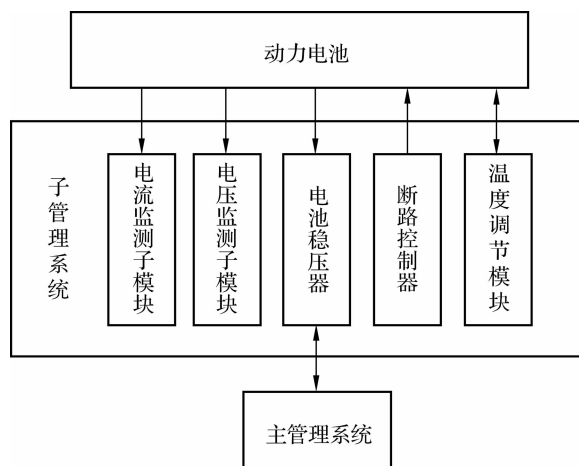 动力电池
子管理系统
电流监测子模块
电压监测子模块
电池稳压器
断路控制器
温度调节模块
主管理系统